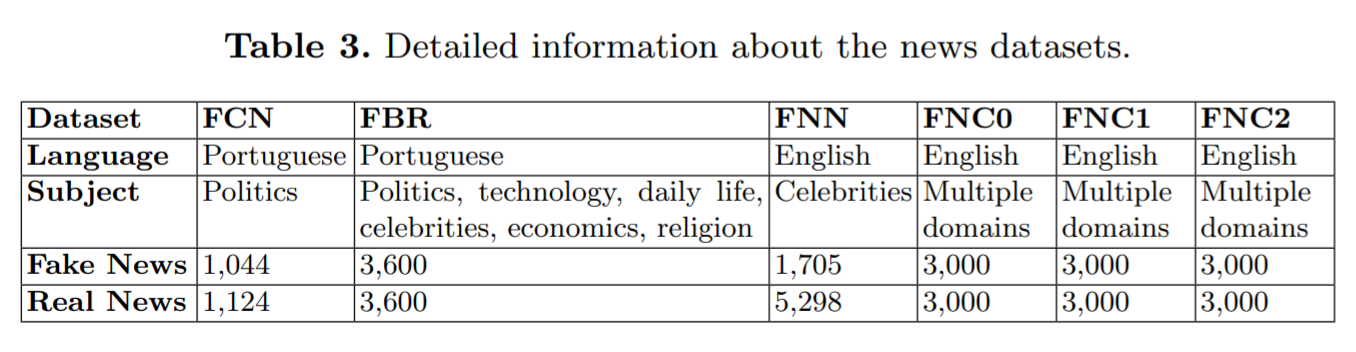 Table 3. Detailed information about the news datasets.
Dataset FCN FBR FNN FNC0 FNC1 FNC2
Language Portuguese Portuguese English English English English
Subject Politics Politics, technology, daily life, Celebrities Multiple Multiple Multiple
celebrities, economics, religion domains domains domains
Fake News 1,044 3,600 1,705 3,000 3,000 3,000
Real News 1,124 3,600 5,298 3,000 3,000 3,000